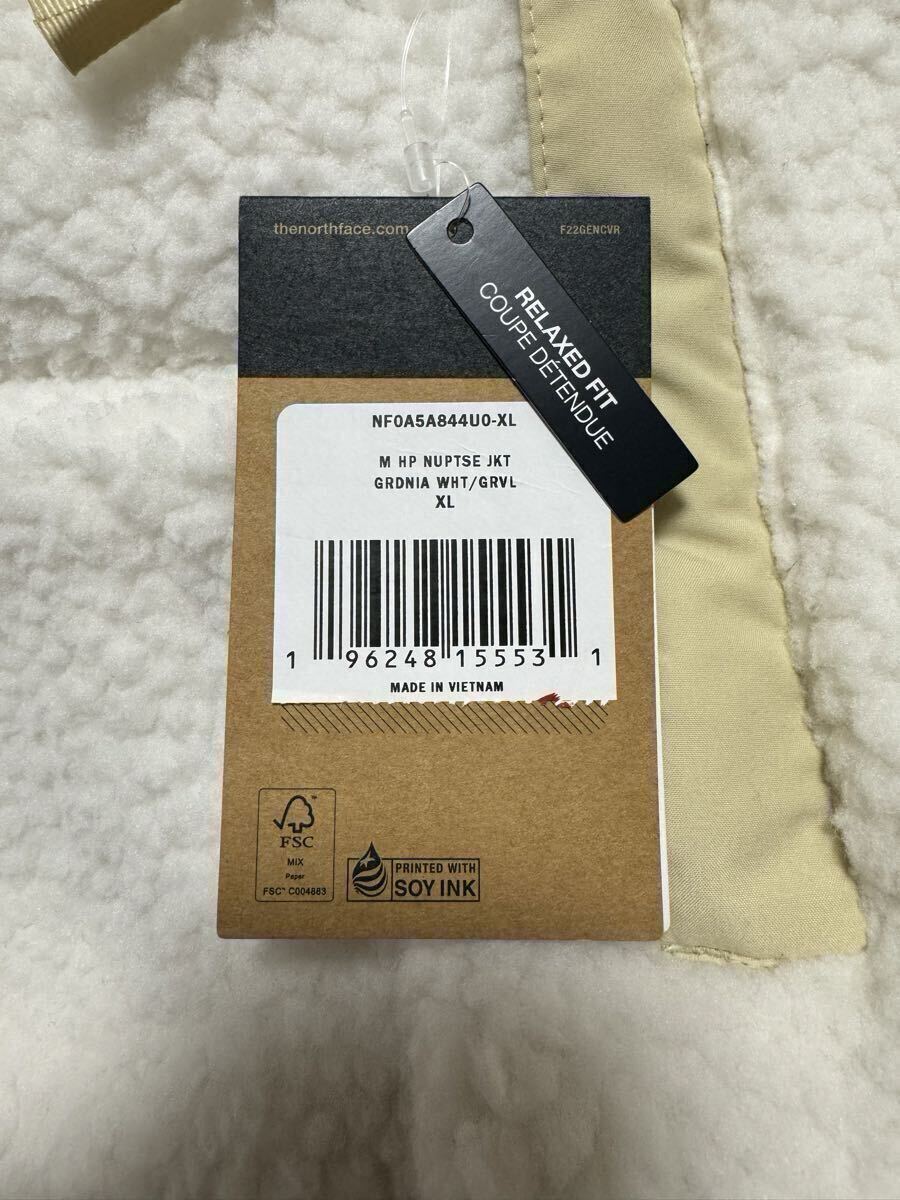 thenorthface.com
F22GENCVR
RELAXED FIT
COUPE DÉTENDUE
NF0A5A844U0-XL
M HP NUPTSE JKT
GRDNIA WHT/GRVL
XL
1 96248 15553 1
MADE IN VIETNAM
FSC
MIX
Paper
FSC™ C004883
PRINTED WITH
SOY INK